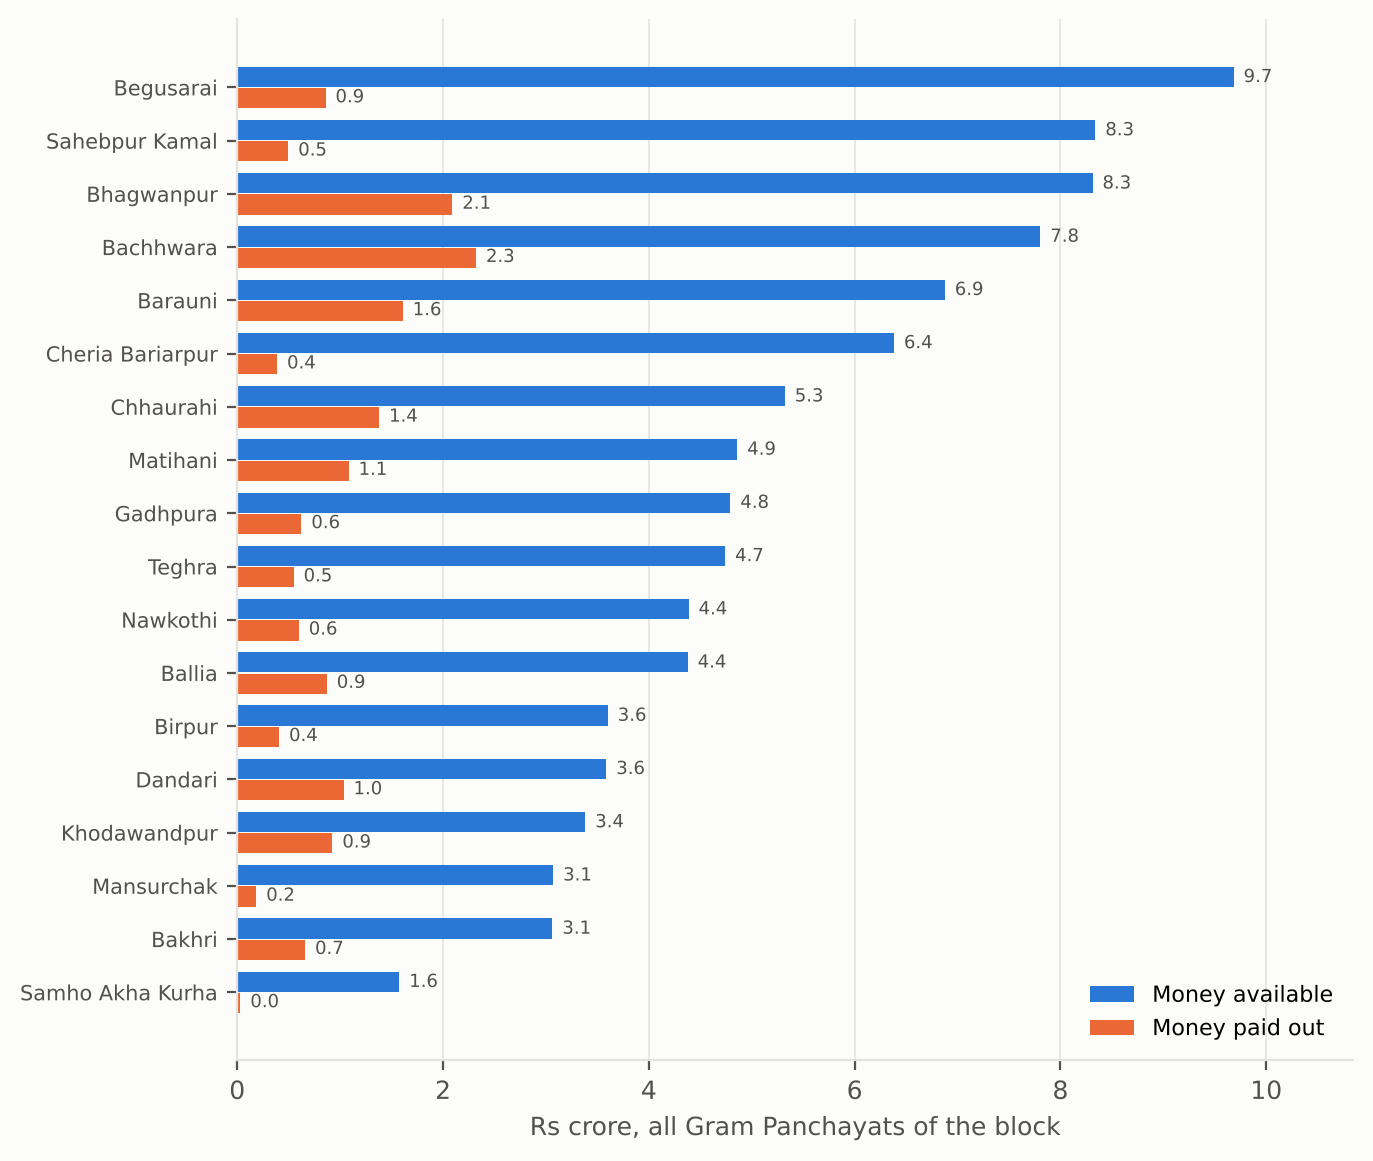 Begusarai 9.7
0.9
Sahebpur Kamal 8.3
0.5
Bhagwanpur 8.3
2.1
Bachhwara 7.8
2.3
Barauni 6.9
1.6
Cheria Bariarpur 6.4
0.4
Chhaurahi 5.3
1.4
Matihani 4.9
1.1
Gadhpura 4.8
0.6
Teghra 4.7
0.5
Nawkothi 4.4
0.6
Ballia 4.4
0.9
Birpur 3.6
0.4
Dandari 3.6
1.0
Khodawandpur 3.4
0.9
Mansurchak 3.1
0.2
Bakhri 3.1
0.7
Samho Akha Kurha 1.6
0.0
Money available
Money paid out
0 2 4 6 8 10
Rs crore, all Gram Panchayats of the block